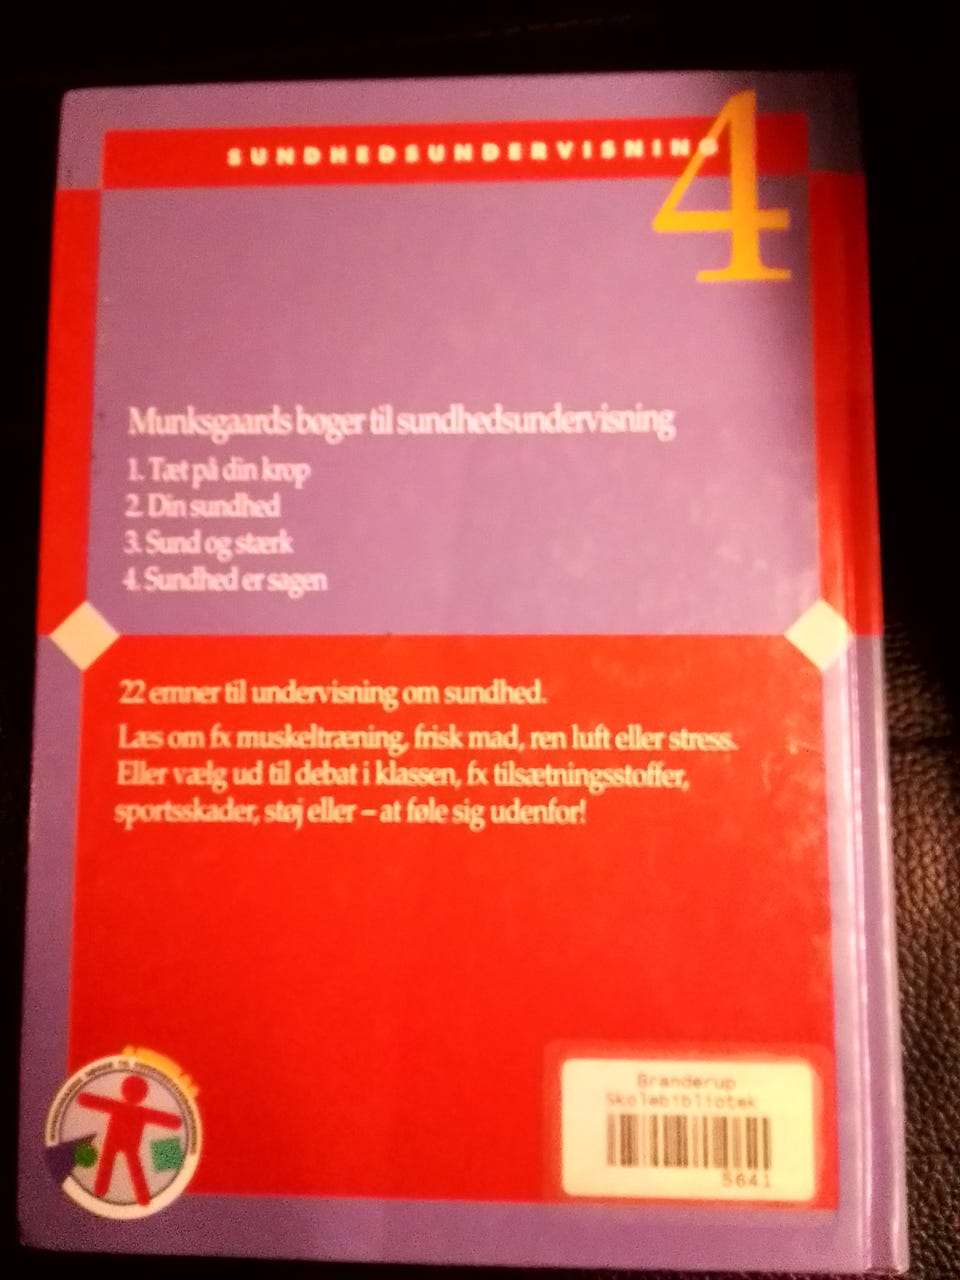 SUNDHEDSUNDERVISNING
4
Munksgaards bøger til sundhedsundervisning
1. Tæt på din krop
2. Din sundhed
3. Sund og stærk
4. Sundhed er sagen
22 emner til undervisning om sundhed.
Læs om fx muskeltræning, frisk mad, ren luft eller stress.
Eller vælg ud til debat i klassen, fx tilsætningsstoffer,
sportsskader, støj eller – at føle sig udenfor!
Branderup
Skolebibliotek
5641